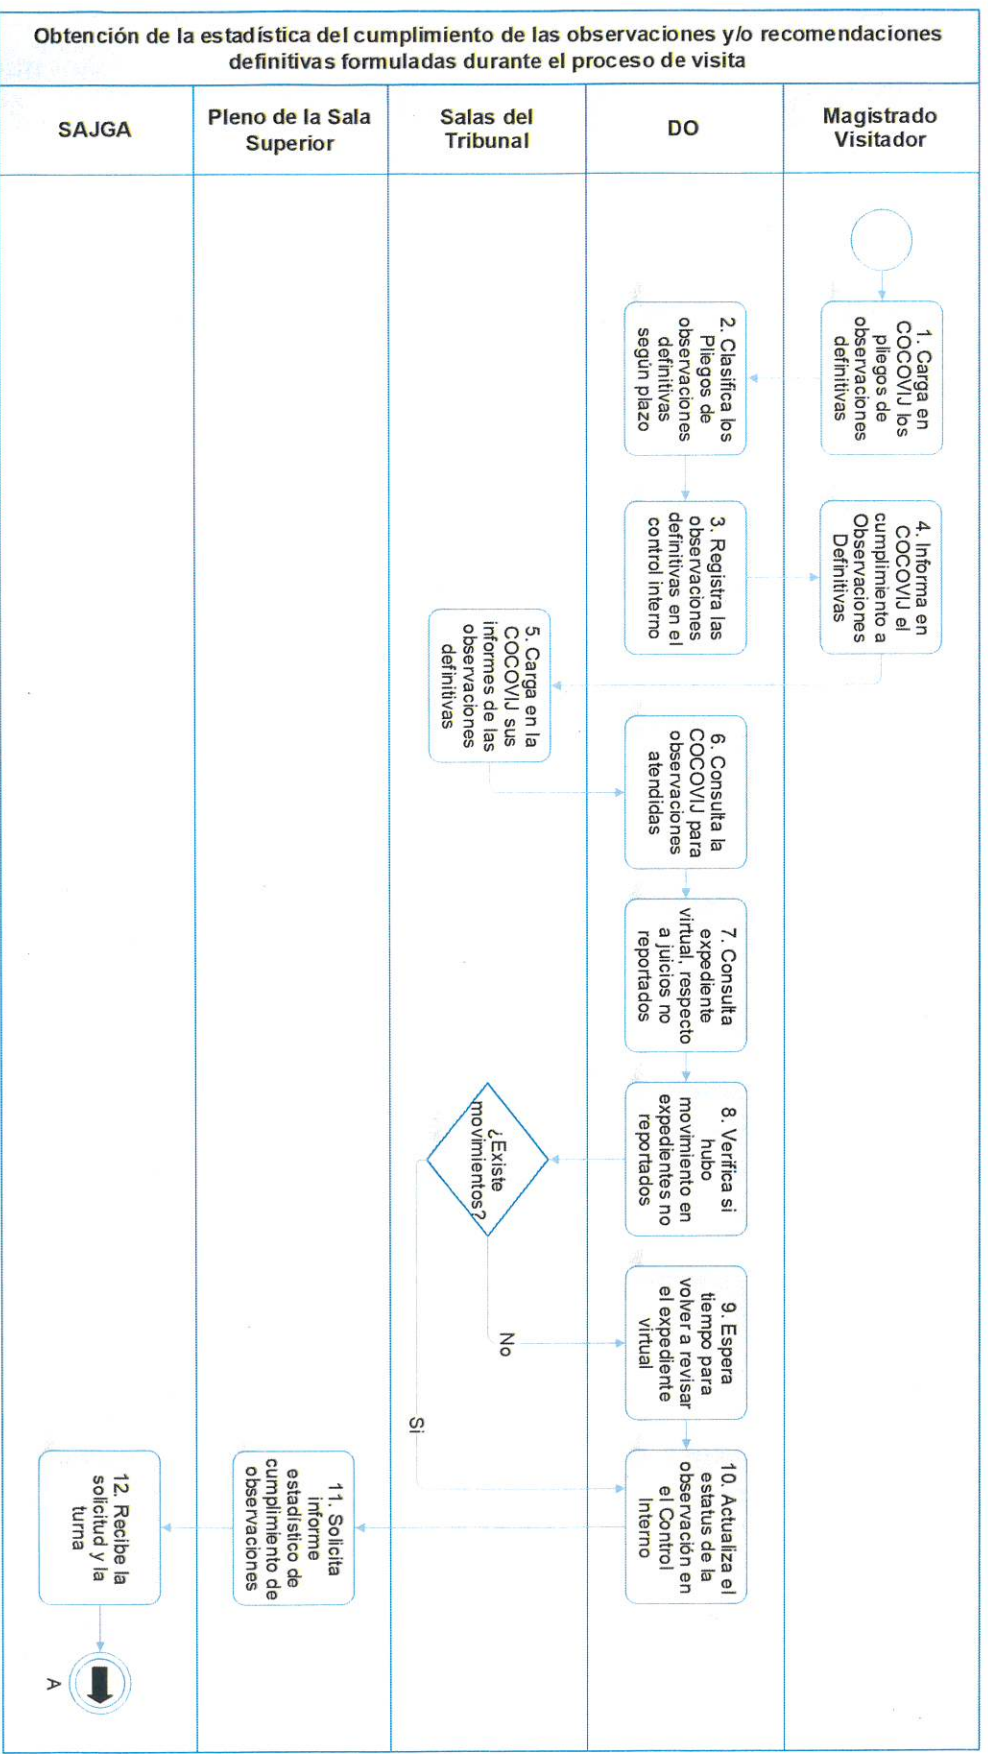 Obtención de la estadística del cumplimiento de las observaciones y/o recomendaciones
definitivas formuladas durante el proceso de visita
SAJGA
Pleno de la Sala
Superior
Salas del
Tribunal
DO
Magistrado
Visitador
1. Carga en
COCOVIJ los
pliegos de
observaciones
definitivas
2. Clasifica los
Pliegos de
observaciones
definitivas
según plazo
3. Registra las
observaciones
definitivas en el
control interno
4. Informa en
COCOVIJ el
cumplimiento a
Observaciones
Definitivas
5. Carga en la
COCOVIJ sus
informes de las
observaciones
definitivas
6. Consulta la
COCOVIJ para
observaciones
atendidas
7. Consulta
expediente
virtual, respecto
a juicios no
reportados
8. Verifica si
hubo
movimiento en
expedientes no
reportados
¿Existe
movimientos?
No
Si
9. Espera
tiempo para
volver a revisar
el expediente
virtual
10. Actualiza el
estatus de la
observación en
el Control
Interno
11. Solicita
informe
estadístico de
cumplimiento de
observaciones
12. Recibe la
solicitud y la
turna
A